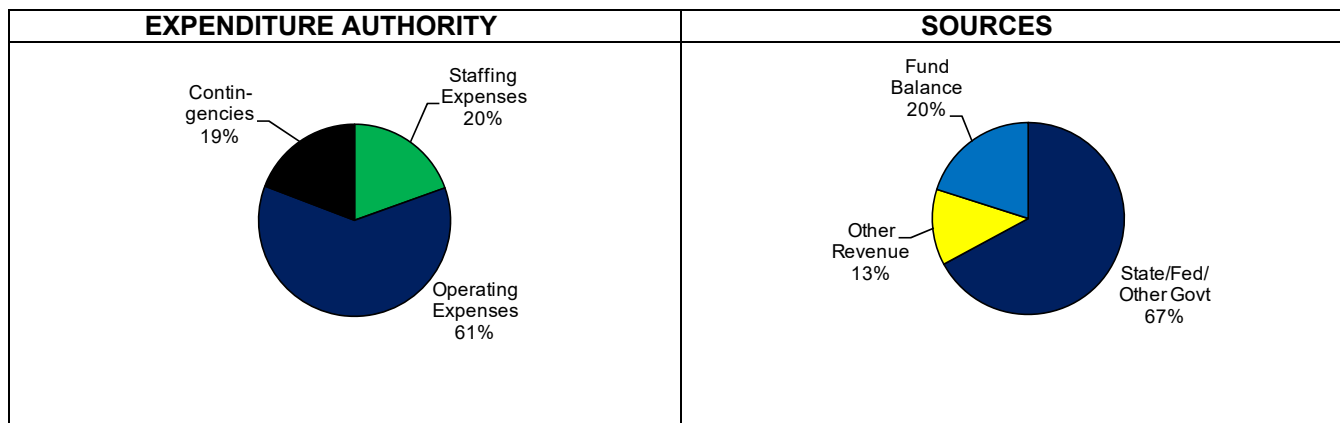 EXPENDITURE AUTHORITY
Contin-
gencies
19%
Staffing
Expenses
20%
Operating
Expenses
61%
SOURCES
Fund
Balance
20%
Other
Revenue
13%
State/Fed/
Other Govt
67%